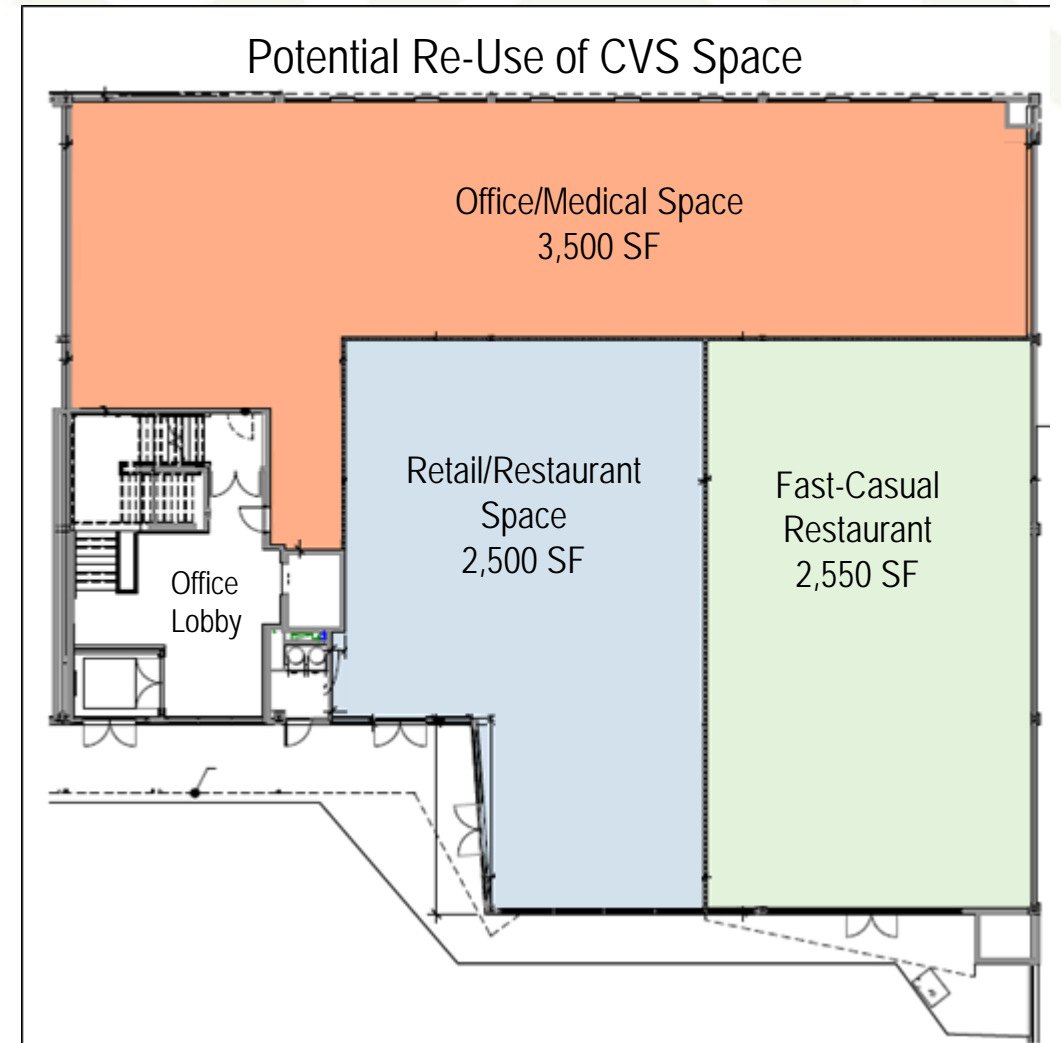 Potential Re-Use of CVS Space
Office/Medical Space
3,500 SF
Retail/Restaurant
Space
2,500 SF
Fast-Casual
Restaurant
2,550 SF
Office
Lobby